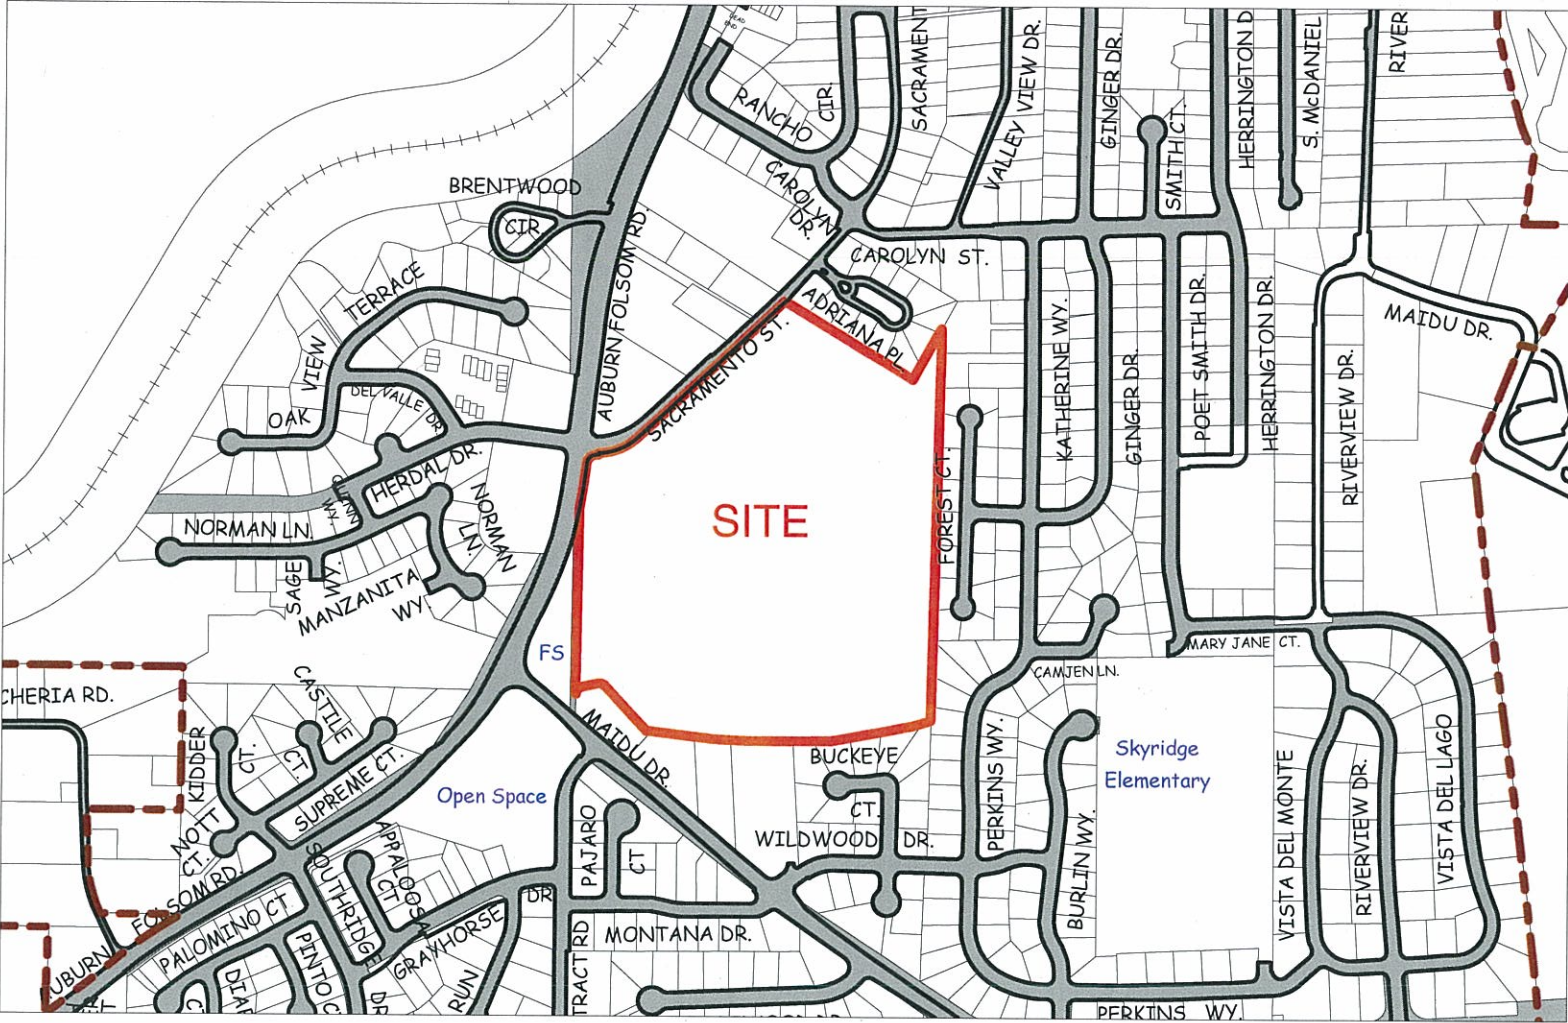 DEAD
END
RANCHO
CIR.
SACRAMENT
VALLEY VIEW DR.
GINGER DR.
SMITH CT.
HERRINGTON D
S. McDANIEL
RIVER
BRENTWOOD
CIR
CAROLYN
DR.
CAROLYN ST.
AUBURN FOLSOM RD.
ADRIANA PL
SACRAMENTO ST.
VIEW
TERRACE
OAK
DEL VALLE DR
HERDAL DR.
KATHERINE WY.
GINGER DR.
POET SMITH DR.
HERRINGTON DR.
RIVERVIEW DR.
MAIDU DR.
NORMAN LN.
NORMAN
LN.
SAGE
WY.
MANZANITA
WY.
SITE
FOREST CT.
FS
CHERIA RD.
CASTILE
CT.
KIDDER
CT.
SUPREME CT.
NOTT
CT.
MAIDU DR.
Open Space
BUCKEYE
CT.
WILDWOOD DR.
PERKINS WY.
CAMJEN LN.
MARY JANE CT.
Skyridge
Elementary
BURLIN WY.
VISTA DEL MONTE
RIVERVIEW DR.
VISTA DEL LAGO
PAJARO
CT
APPALOOSA
CT
SOUTHRIDGE
DR
UBURN FOLSOM RD.
PALOMINO CT
PINTO C
GRAYHORSE
DR
RUN
TRACT RD
MONTANA DR.
PERKINS WY.